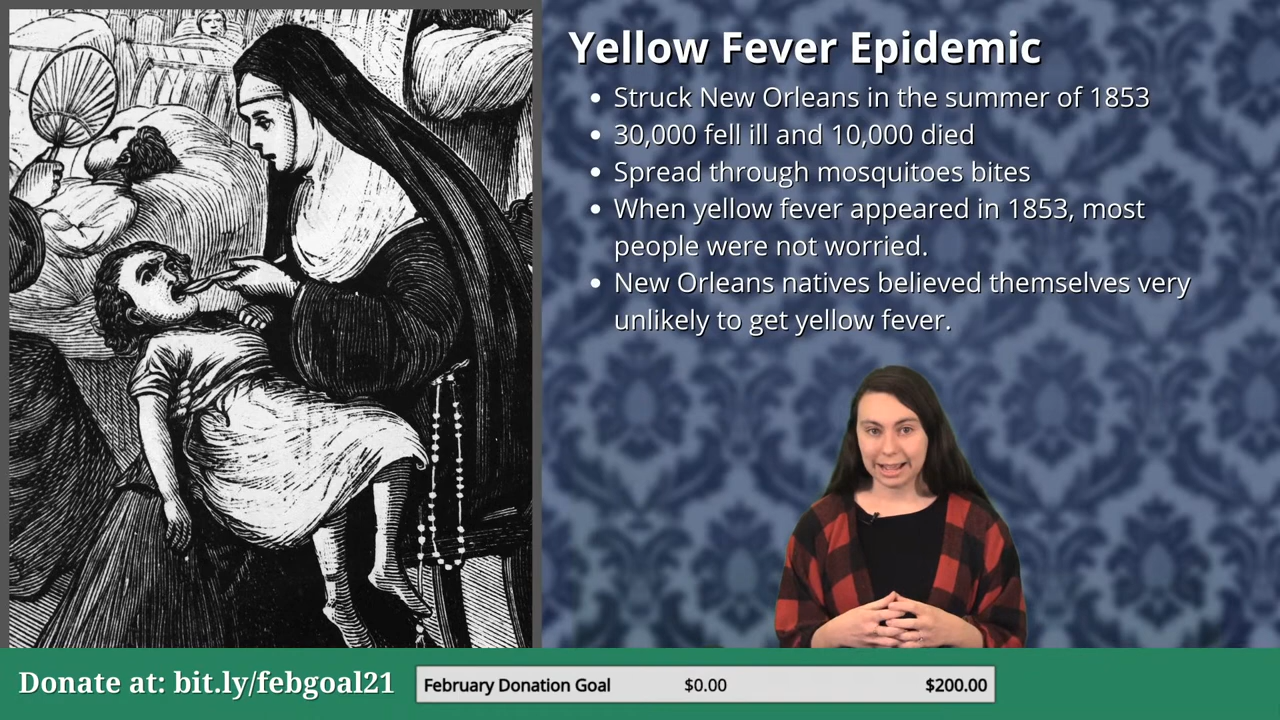 Yellow Fever Epidemic
• Struck New Orleans in the summer of 1853
• 30,000 fell ill and 10,000 died
• Spread through mosquitoes bites
• When yellow fever appeared in 1853, most
people were not worried.
• New Orleans natives believed themselves very
unlikely to get yellow fever.
Donate at: bit.ly/febgoal21
February Donation Goal $0.00 $200.00